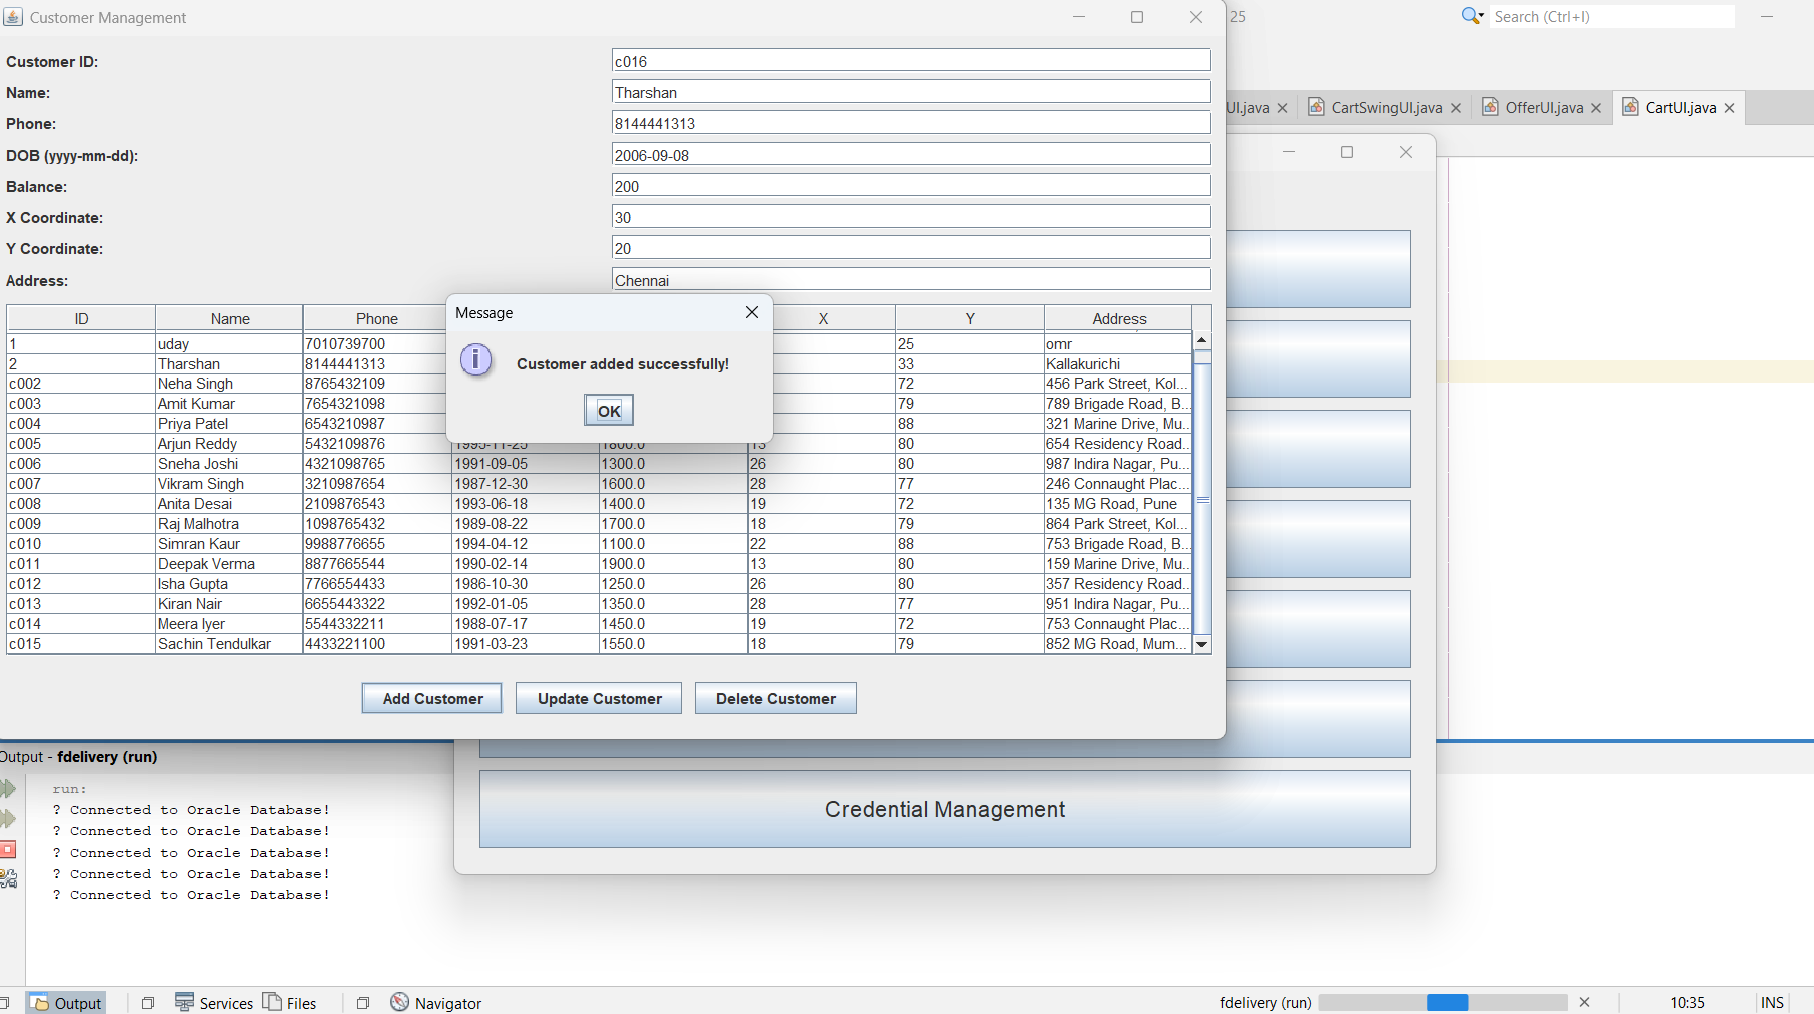 Customer Management
25
Search (Ctrl+I)
Customer ID: c016
Name: Tharshan
Phone: 8144441313
DOB (yyyy-mm-dd): 2006-09-08
Balance: 200
X Coordinate: 30
Y Coordinate: 20
Address: Chennai
UI.java CartSwingUI.java OfferUI.java CartUI.java
ID Name Phone X Y Address
1 uday 7010739700 25 omr
2 Tharshan 8144441313 33 Kallakurichi
c002 Neha Singh 8765432109 72 456 Park Street, Kol...
c003 Amit Kumar 7654321098 79 789 Brigade Road, B...
c004 Priya Patel 6543210987 88 321 Marine Drive, Mu...
c005 Arjun Reddy 5432109876 1995-11-25 1800.0 13 80 654 Residency Road...
c006 Sneha Joshi 4321098765 1991-09-05 1300.0 26 80 987 Indira Nagar, Pu...
c007 Vikram Singh 3210987654 1987-12-30 1600.0 28 77 246 Connaught Plac...
c008 Anita Desai 2109876543 1993-06-18 1400.0 19 72 135 MG Road, Pune
c009 Raj Malhotra 1098765432 1989-08-22 1700.0 18 79 864 Park Street, Kol...
c010 Simran Kaur 9988776655 1994-04-12 1100.0 22 88 753 Brigade Road, B...
c011 Deepak Verma 8877665544 1990-02-14 1900.0 13 80 159 Marine Drive, Mu...
c012 Isha Gupta 7766554433 1986-10-30 1250.0 26 80 357 Residency Road...
c013 Kiran Nair 6655443322 1992-01-05 1350.0 28 77 951 Indira Nagar, Pu...
c014 Meera Iyer 5544332211 1988-07-17 1450.0 19 72 753 Connaught Plac...
c015 Sachin Tendulkar 4433221100 1991-03-23 1550.0 18 79 852 MG Road, Mum...
Message
Customer added successfully!
OK
Add Customer Update Customer Delete Customer
Credential Management
Output - fdelivery (run)
run:
? Connected to Oracle Database!
? Connected to Oracle Database!
? Connected to Oracle Database!
? Connected to Oracle Database!
? Connected to Oracle Database!
Output Services Files Navigator fdelivery (run) 10:35 INS